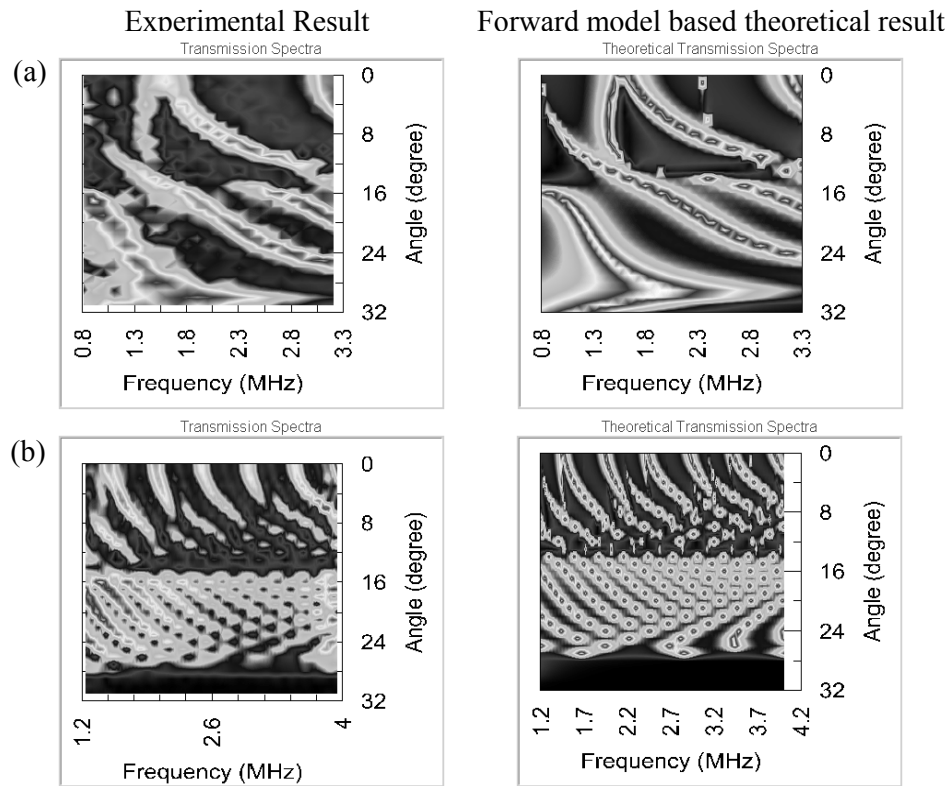 Experimental Result
Forward model based theoretical result
(a)
Transmission Spectra
0
8
16
24
32
Angle (degree)
0.8
1.3
1.8
2.3
2.8
3.3
Frequency (MHz)
Theoretical Transmission Spectra
0
8
16
24
32
Angle (degree)
0.8
1.3
1.8
2.3
2.8
3.3
Frequency (MHz)
(b)
Transmission Spectra
0
8
16
24
32
Angle (degree)
1.2
2.6
4
Frequency (MHz)
Theoretical Transmission Spectra
0
8
16
24
32
Angle (degree)
1.2
1.7
2.2
2.7
3.2
3.7
4.2
Frequency (MHz)